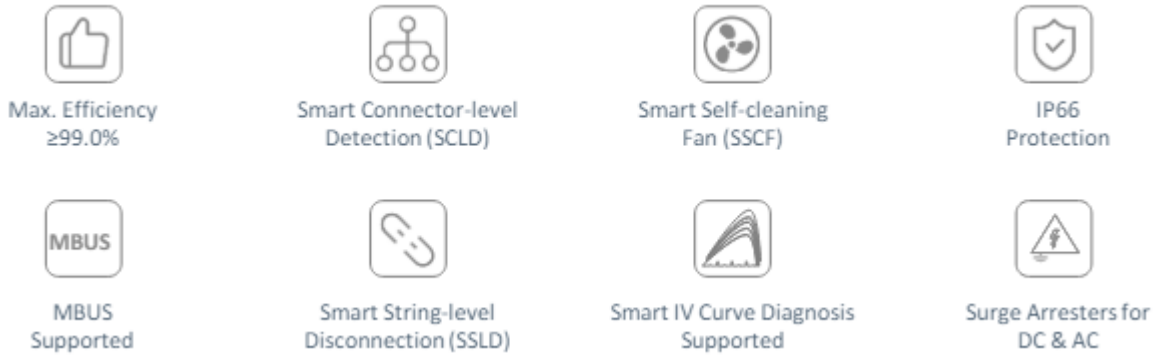 Max. Efficiency
≥99.0%
Smart Connector-level
Detection (SCLD)
Smart Self-cleaning
Fan (SSCF)
IP66
Protection
MBUS
MBUS
Supported
Smart String-level
Disconnection (SSLD)
Smart IV Curve Diagnosis
Supported
Surge Arresters for
DC & AC